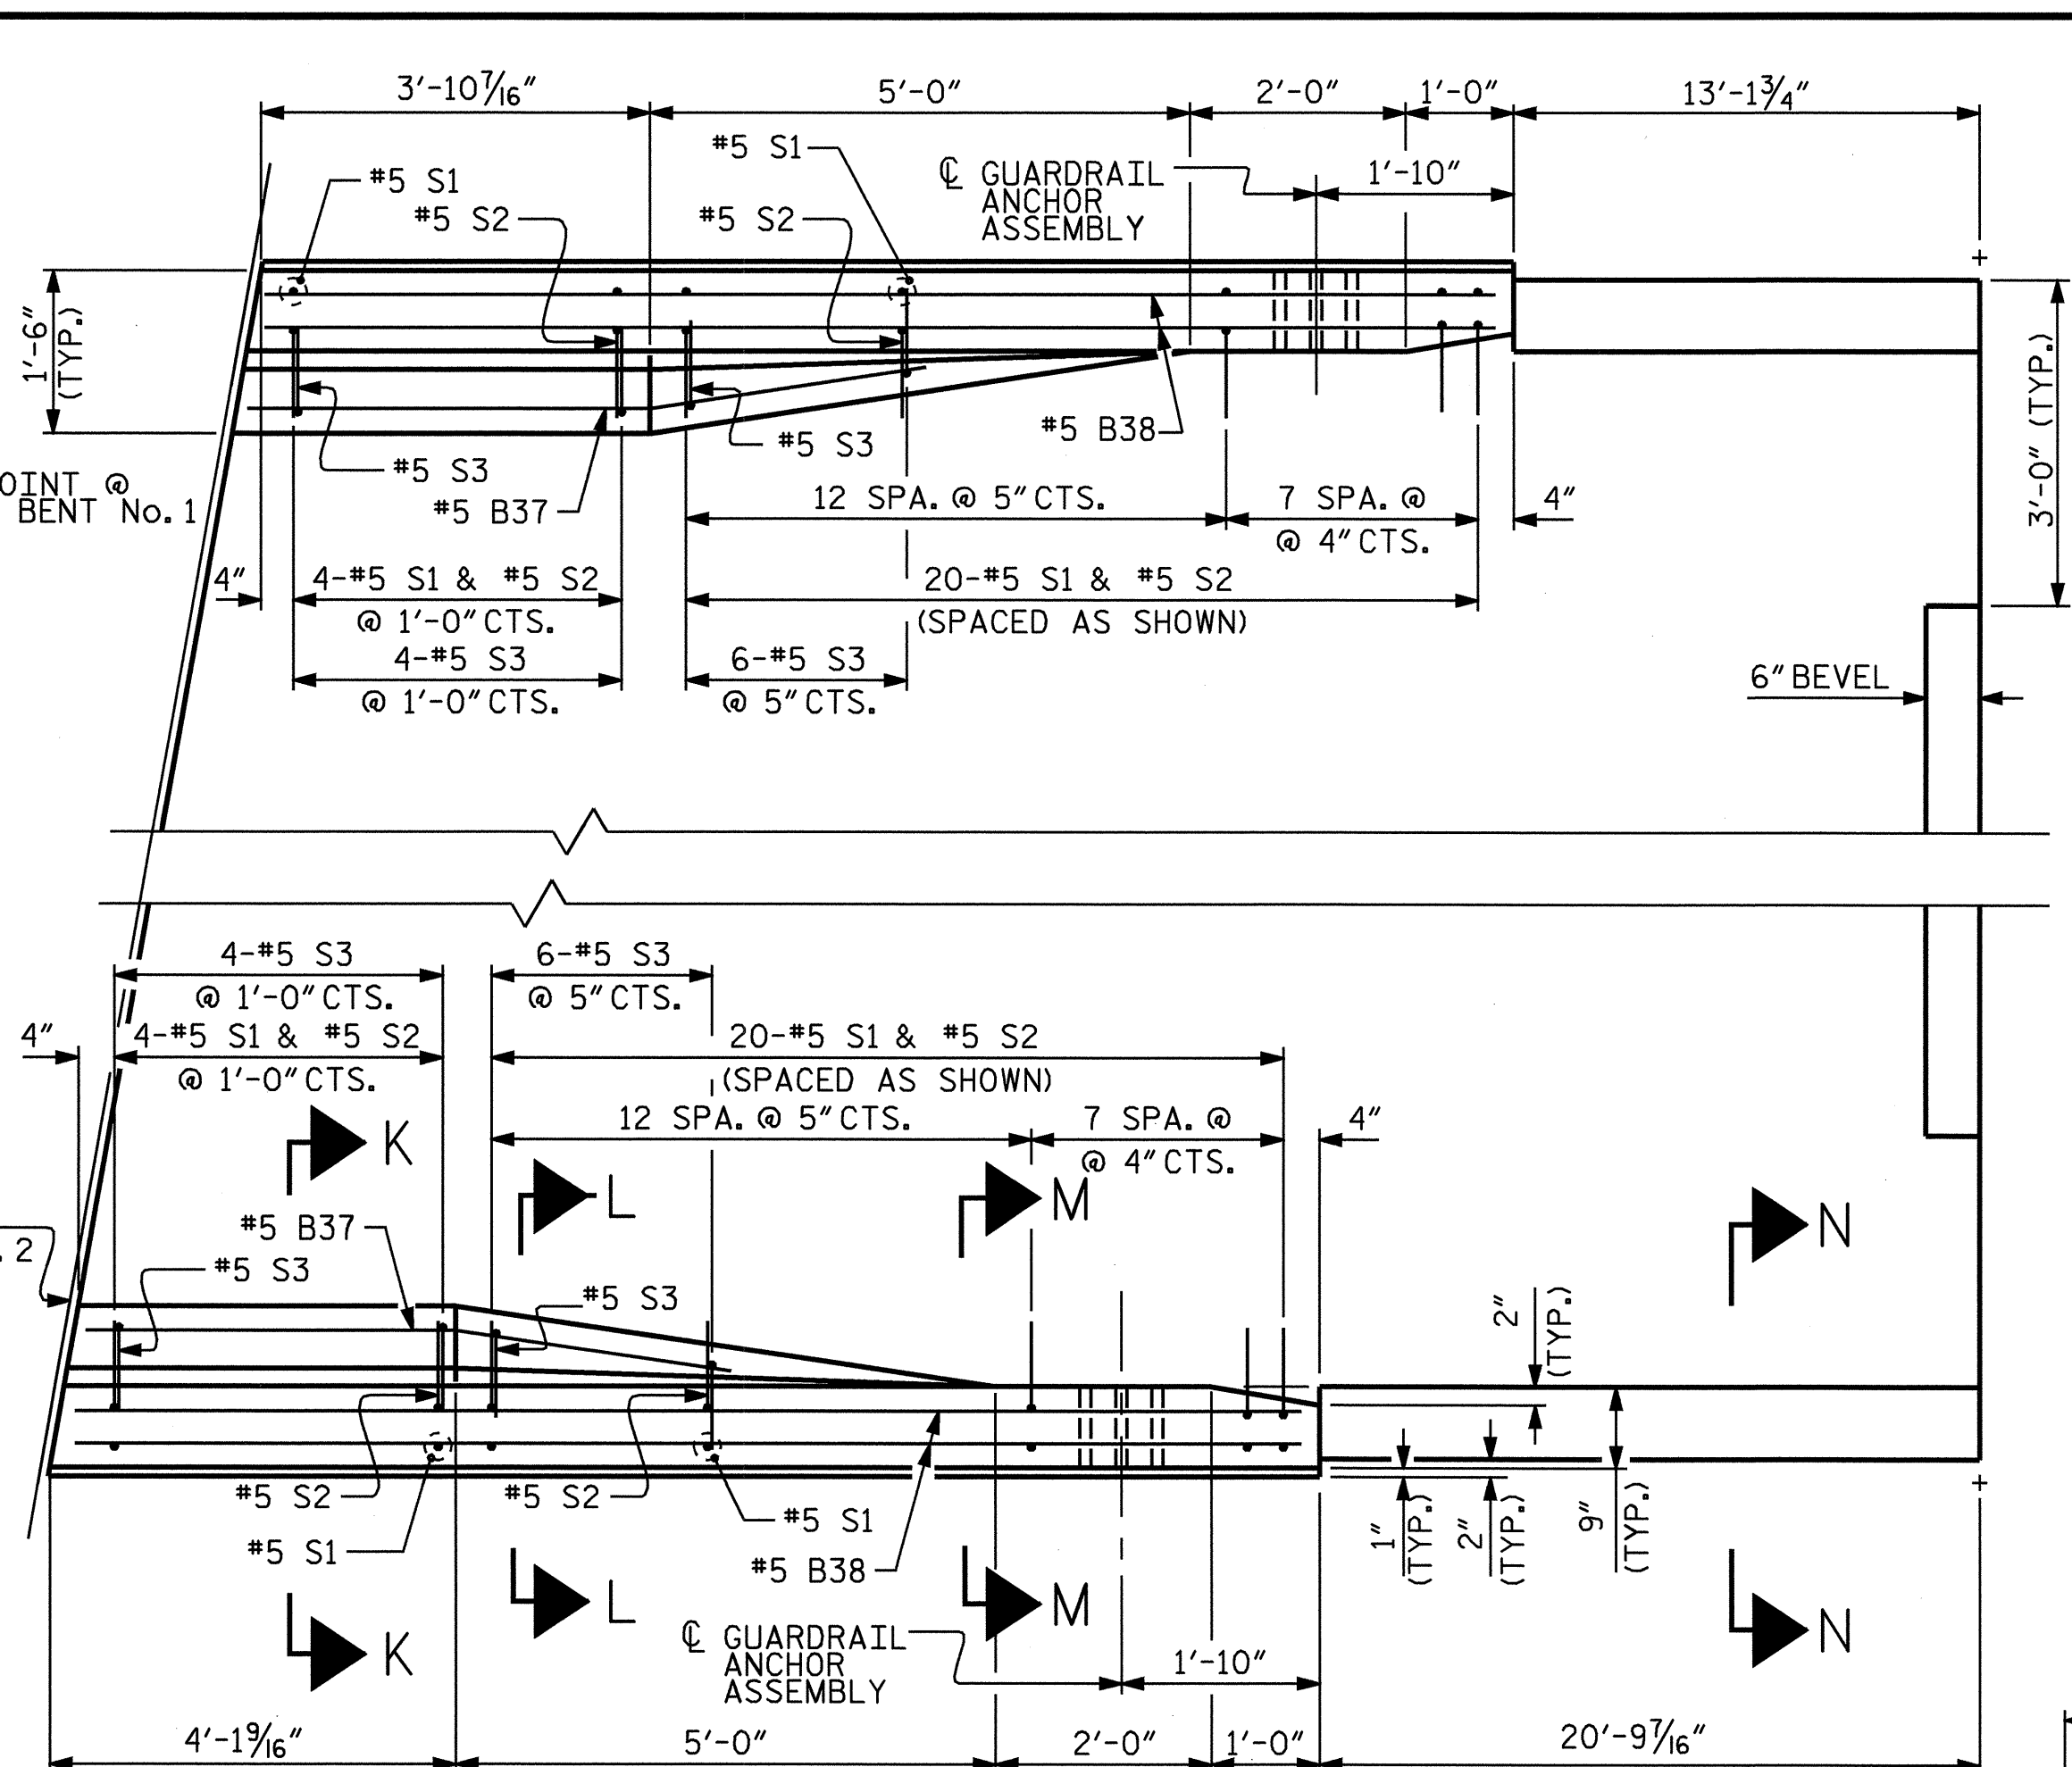 3'-10 7/16" 5'-0" 2'-0" 1'-0" 13'-1 3/4"
#5 S1
#5 S1
#5 S2
#5 S2
℄ GUARDRAIL
ANCHOR
ASSEMBLY
1'-10"
1'-6"
(TYP.)
#5 S3
#5 S3
#5 B37
#5 B38
OINT @
BENT No. 1
3'-0" (TYP.)
12 SPA. @ 5" CTS.
7 SPA. @
@ 4" CTS.
4"
4"
4-#5 S1 & #5 S2
@ 1'-0" CTS.
20-#5 S1 & #5 S2
(SPACED AS SHOWN)
4-#5 S3
@ 1'-0" CTS.
6-#5 S3
@ 5" CTS.
6" BEVEL
4-#5 S3
@ 1'-0" CTS.
6-#5 S3
@ 5" CTS.
4"
4-#5 S1 & #5 S2
@ 1'-0" CTS.
20-#5 S1 & #5 S2
(SPACED AS SHOWN)
12 SPA. @ 5" CTS.
7 SPA. @
@ 4" CTS.
4"
K
L
M
N
#5 B37
. 2
#5 S3
#5 S3
2"
(TYP.)
#5 S2
#5 S2
#5 S1
#5 S1
#5 B38
1"
(TYP.)
2"
(TYP.)
9"
(TYP.)
K
L
M
N
℄ GUARDRAIL
ANCHOR
ASSEMBLY
1'-10"
4'-1 9/16" 5'-0" 2'-0" 1'-0" 20'-9 7/16"